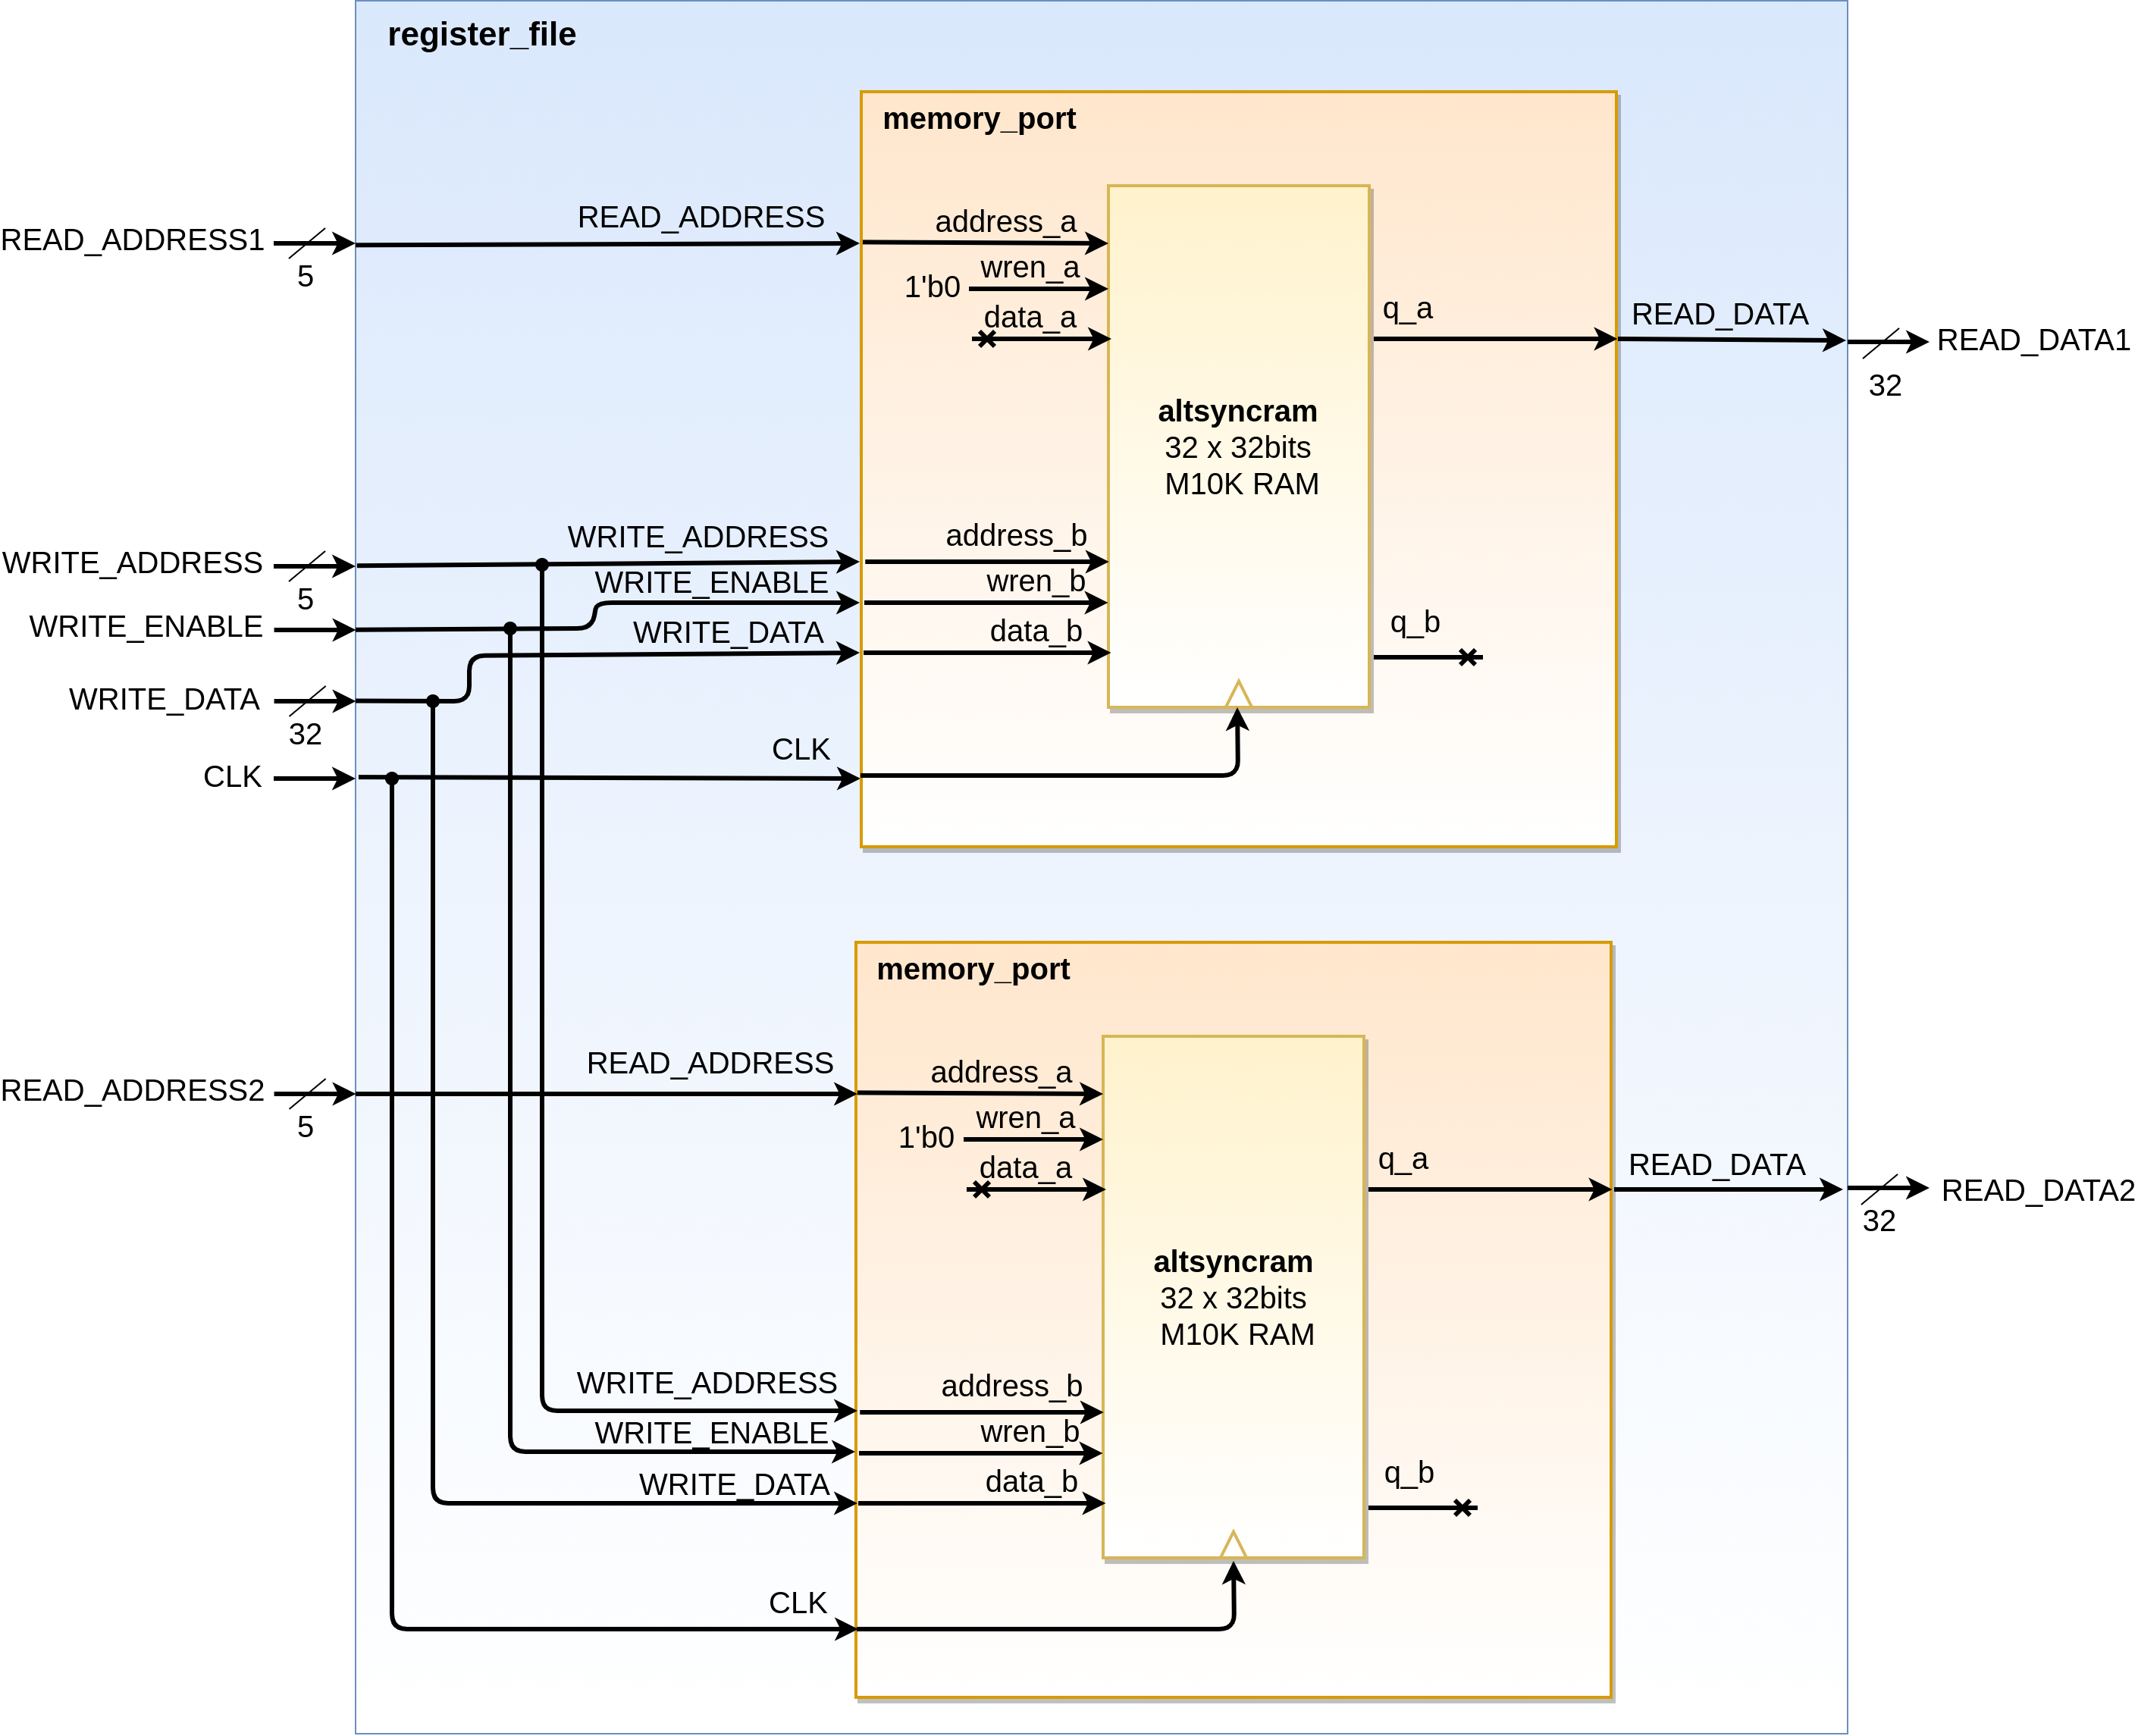 register_file
memory_port
READ_ADDRESS1
5
READ_ADDRESS
address_a
wren_a
1'b0
data_a
q_a
READ_DATA
READ_DATA1
32
altsyncram
32 x 32bits
M10K RAM
WRITE_ADDRESS
5
WRITE_ADDRESS
address_b
WRITE_ENABLE
WRITE_ENABLE
wren_b
WRITE_DATA
data_b
q_b
WRITE_DATA
32
CLK
CLK
memory_port
READ_ADDRESS2
5
READ_ADDRESS
address_a
wren_a
1'b0
data_a
q_a
READ_DATA
READ_DATA2
32
altsyncram
32 x 32bits
M10K RAM
WRITE_ADDRESS
address_b
WRITE_ENABLE
wren_b
WRITE_DATA
data_b
q_b
CLK